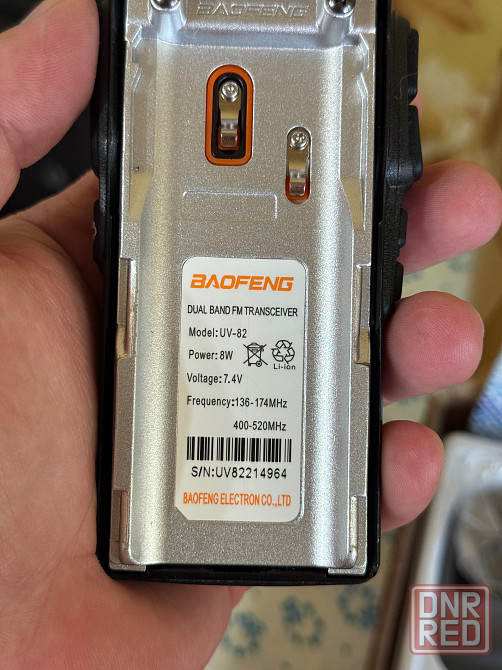 BAOFENG
BAOFENG
DUAL BAND FM TRANSCEIVER
Model:UV-82
Power:8W
Li-ion
Voltage:7.4V
Frequency:136-174MHz
400-520MHz
S/N:UV82214964
BAOFENG ELECTRON CO.,LTD
DNR
RED